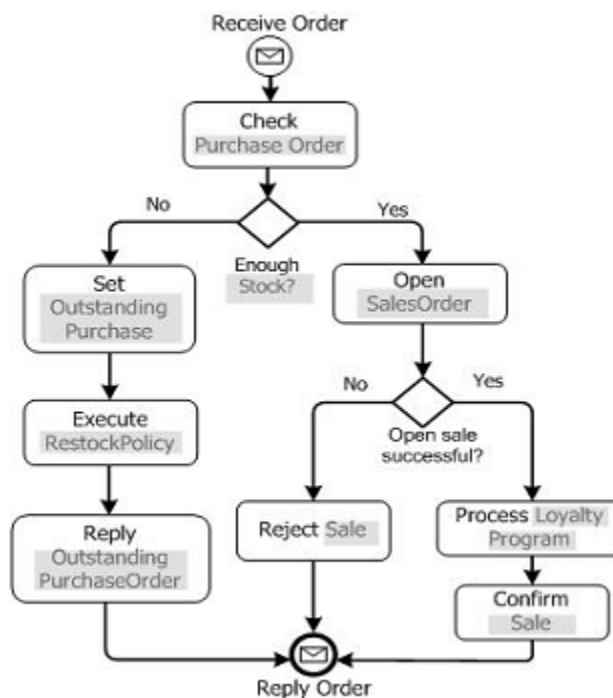 Receive Order
Check
Purchase Order
No
Yes
Enough
Stock?
Set
Outstanding
Purchase
Open
SalesOrder
No
Yes
Open sale
successful?
Execute
RestockPolicy
Reply
Outstanding
PurchaseOrder
Reject Sale
Process Loyalty
Program
Confirm
Sale
Reply Order